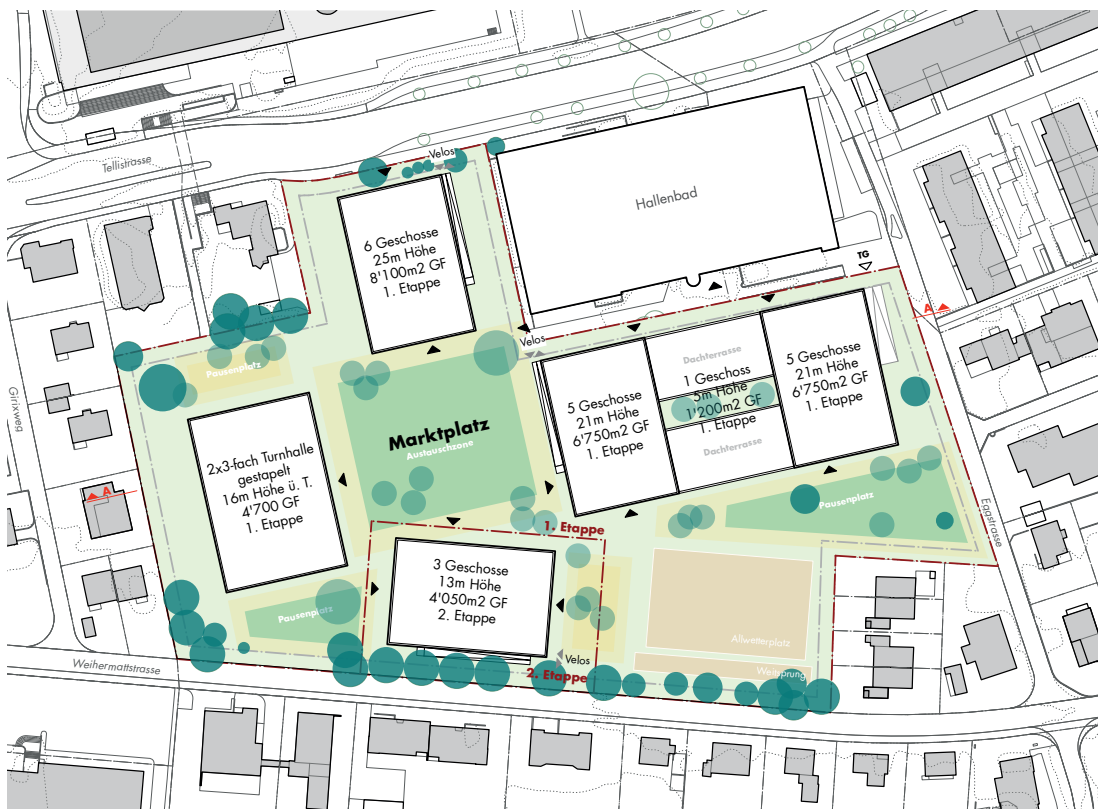 Tellistrasse
Velos
Hallenbad
6 Geschosse
25m Höhe
8'100m2 GF
1. Etappe
TG
A
Velos
Pausenplatz
Girixweg
Dachterrasse
1 Geschoss
5m Höhe
1'200m2 GF
1. Etappe
Dachterrasse
5 Geschosse
21m Höhe
6'750m2 GF
1. Etappe
5 Geschosse
21m Höhe
6'750m2 GF
1. Etappe
Marktplatz
Austauschzone
2x3-fach Turnhalle
gestapelt
16m Höhe ü. T.
4'700 GF
1. Etappe
A
Pausenplatz
Eggstrasse
1. Etappe
3 Geschosse
13m Höhe
4'050m2 GF
2. Etappe
Pausenplatz
Allwetterplatz
Weitsprung
Velos
2. Etappe
Weihermattstrasse